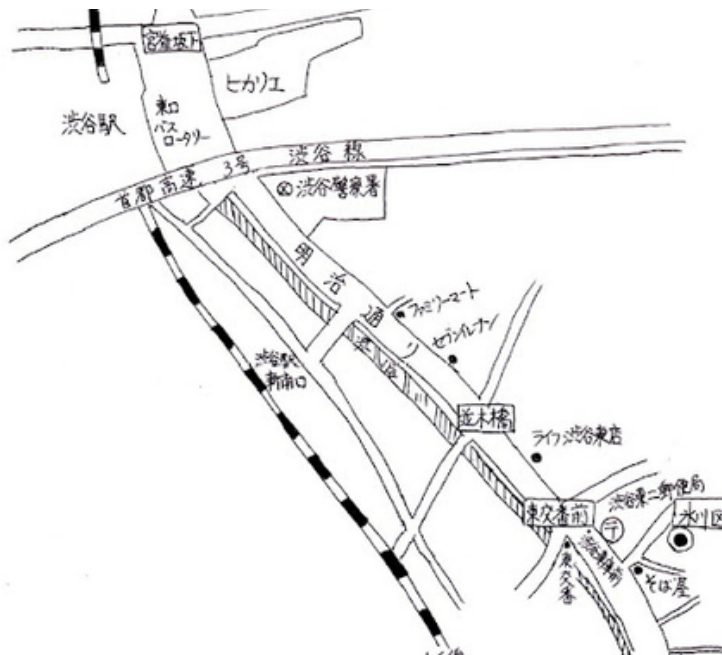 宮益坂下
ヒカリエ
渋谷駅
東口
バス
ロータリー
首都高速 3号 渋谷線
渋谷警察署
明治通り
ファミリーマート
セブンイレブン
渋谷駅
新南口
渋谷川
並木橋
ライフ渋谷東店
渋谷東二郵便局
東交番前
氷川区
東交番
そば屋